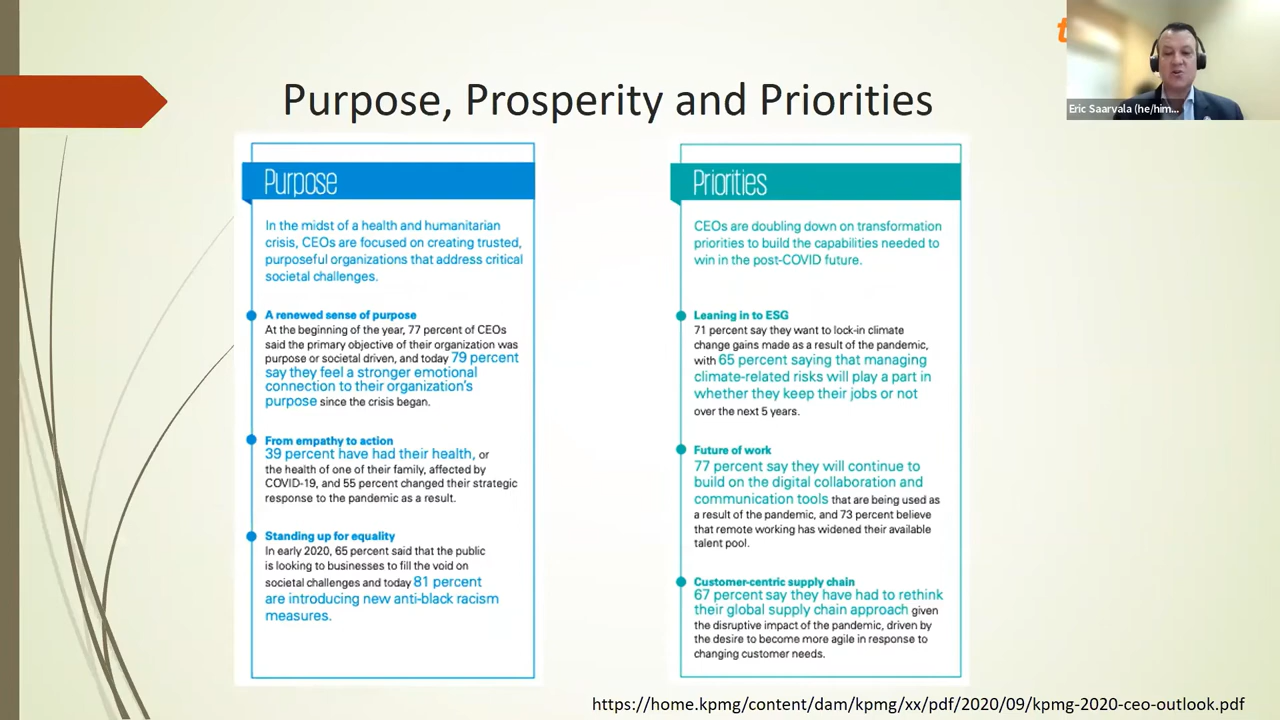 Purpose, Prosperity and Priorities
Eric Saarvala (he/him...
Purpose
In the midst of a health and humanitarian
crisis, CEOs are focused on creating trusted,
purposeful organizations that address critical
societal challenges.
A renewed sense of purpose
At the beginning of the year, 77 percent of CEOs
said the primary objective of their organization was
purpose or societal driven, and today 79 percent
say they feel a stronger emotional
connection to their organization's
purpose since the crisis began.
From empathy to action
39 percent have had their health, or
the health of one of their family, affected by
COVID-19, and 55 percent changed their strategic
response to the pandemic as a result.
Standing up for equality
In early 2020, 65 percent said that the public
is looking to businesses to fill the void on
societal challenges and today 81 percent
are introducing new anti-black racism
measures.
Priorities
CEOs are doubling down on transformation
priorities to build the capabilities needed to
win in the post-COVID future.
Leaning in to ESG
71 percent say they want to lock-in climate
change gains made as a result of the pandemic,
with 65 percent saying that managing
climate-related risks will play a part in
whether they keep their jobs or not
over the next 5 years.
Future of work
77 percent say they will continue to
build on the digital collaboration and
communication tools that are being used as
a result of the pandemic, and 73 percent believe
that remote working has widened their available
talent pool.
Customer-centric supply chain
67 percent say they have had to rethink
their global supply chain approach given
the disruptive impact of the pandemic, driven by
the desire to become more agile in response to
changing customer needs.
https://home.kpmg/content/dam/kpmg/xx/pdf/2020/09/kpmg-2020-ceo-outlook.pdf